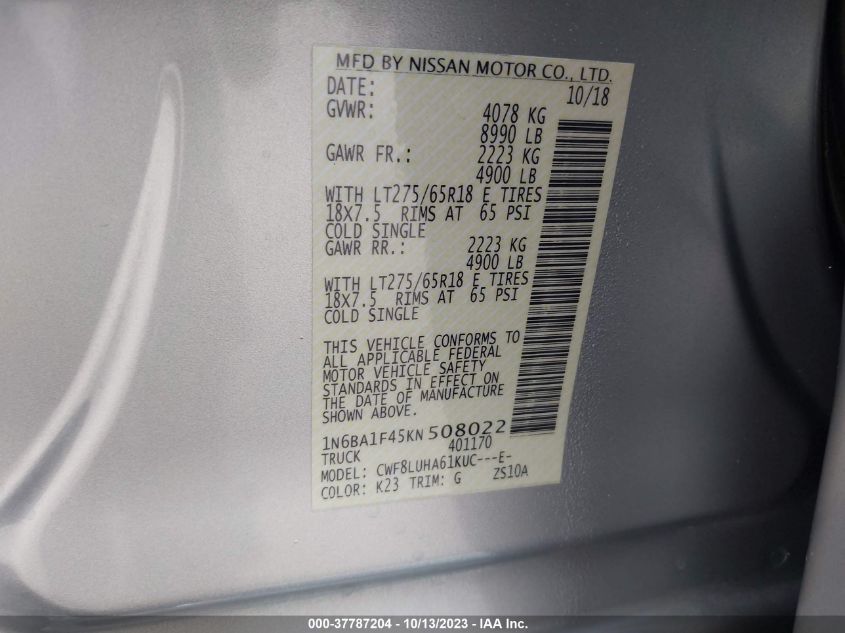 MFD BY NISSAN MOTOR CO., LTD.
DATE: 10/18
GVWR: 4078 KG
8990 LB
GAWR FR.: 2223 KG
4900 LB
WITH LT275/65R18 E TIRES
18X7.5 RIMS AT 65 PSI
COLD SINGLE
GAWR RR.: 2223 KG
4900 LB
WITH LT275/65R18 E TIRES
18X7.5 RIMS AT 65 PSI
COLD SINGLE
THIS VEHICLE CONFORMS TO
ALL APPLICABLE FEDERAL
MOTOR VEHICLE SAFETY
STANDARDS IN EFFECT ON
THE DATE OF MANUFACTURE
SHOWN ABOVE.
1N6BA1F45KN 508022
TRUCK 401170
MODEL: CWF8LUHA61KUC---E-
COLOR: K23 TRIM: G ZS10A
000-37787204 - 10/13/2023 - IAA Inc.